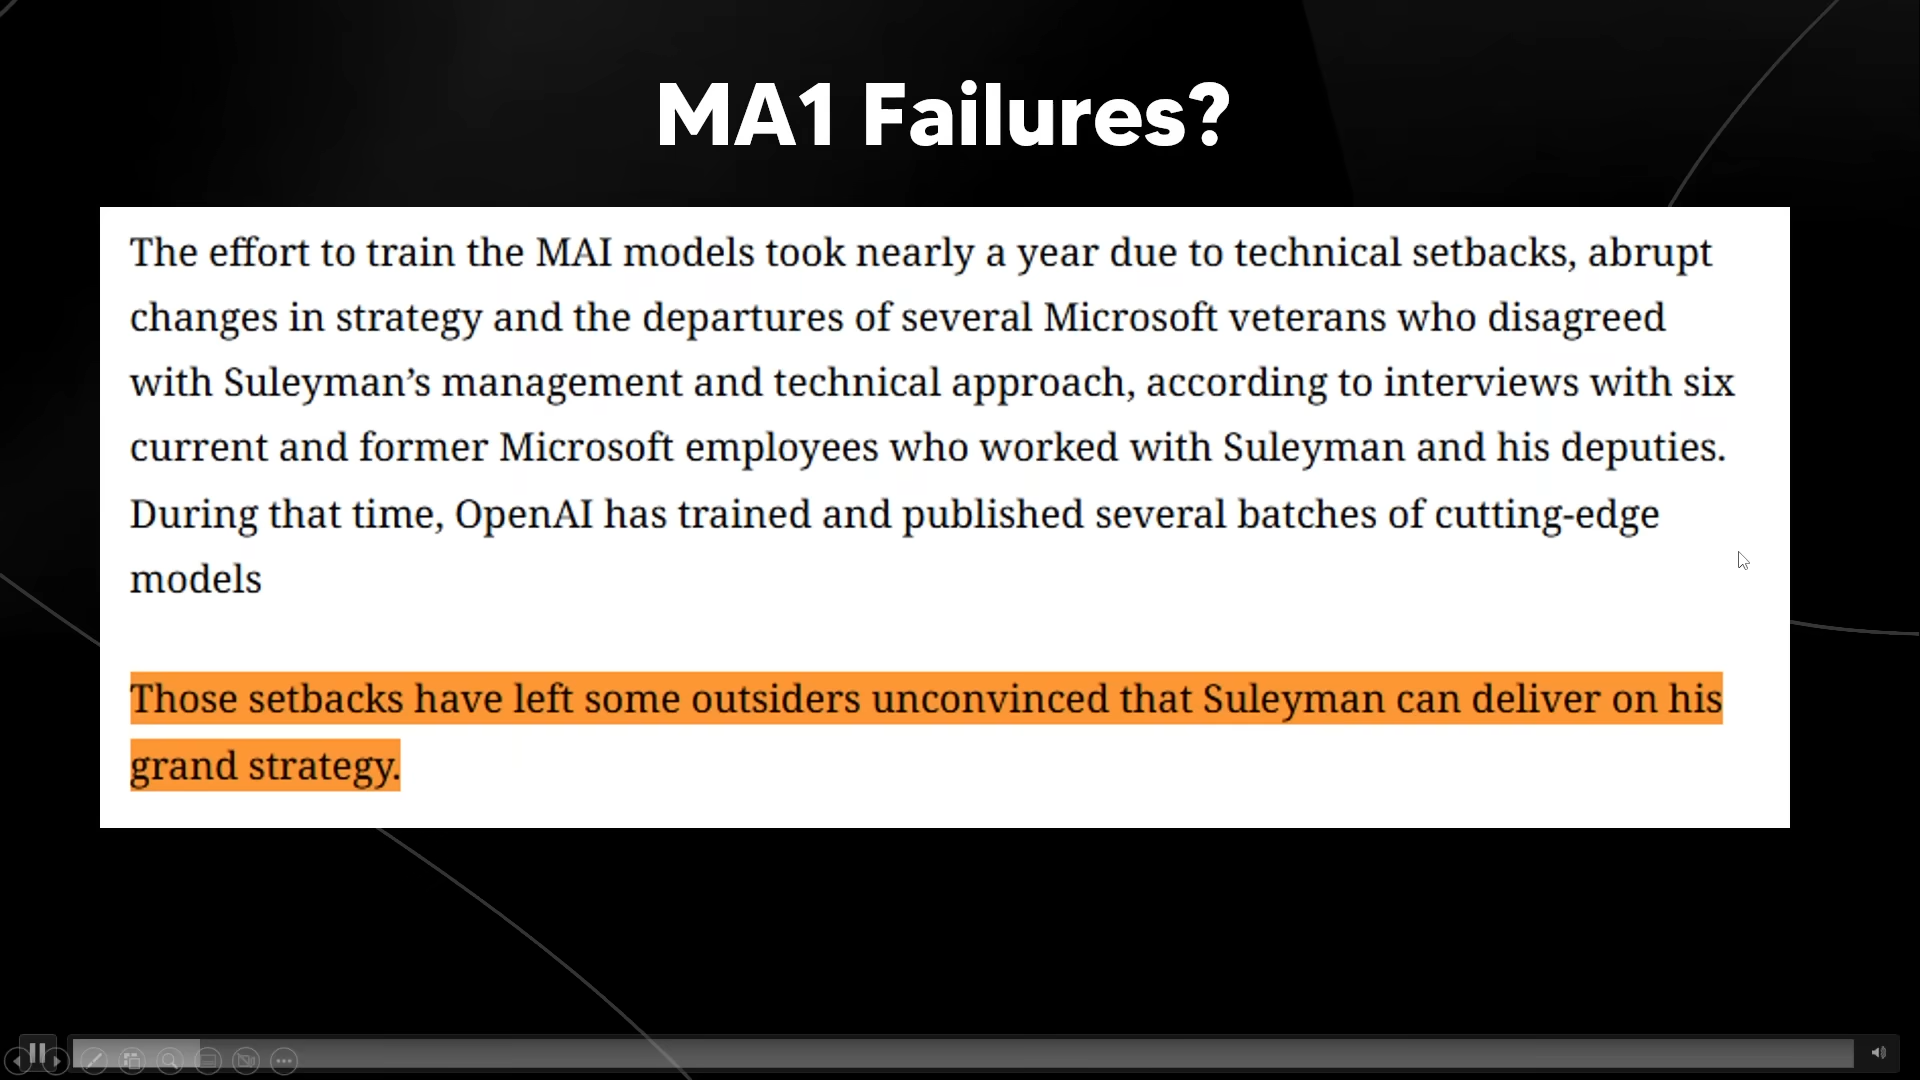 MA1 Failures?
The effort to train the MAI models took nearly a year due to technical setbacks, abrupt
changes in strategy and the departures of several Microsoft veterans who disagreed
with Suleyman’s management and technical approach, according to interviews with six
current and former Microsoft employees who worked with Suleyman and his deputies.
During that time, OpenAI has trained and published several batches of cutting-edge
models
Those setbacks have left some outsiders unconvinced that Suleyman can deliver on his
grand strategy.